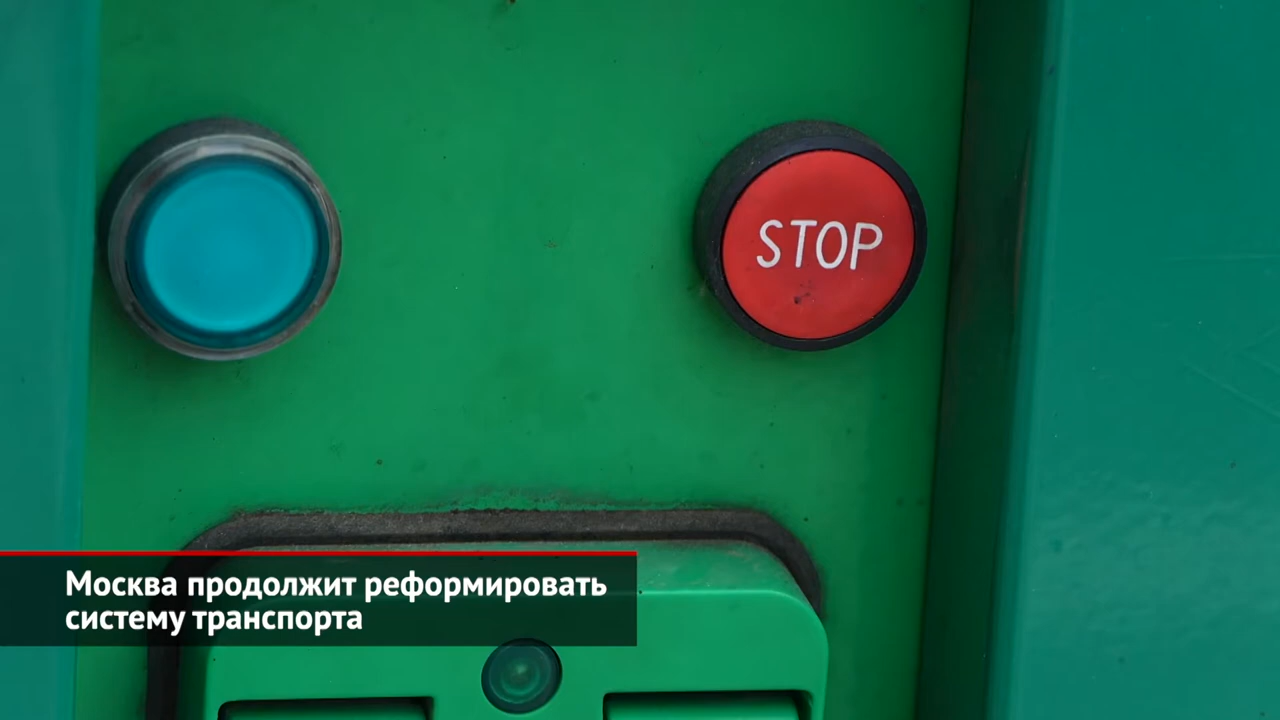 STOP
Москва продолжит реформировать
систему транспорта